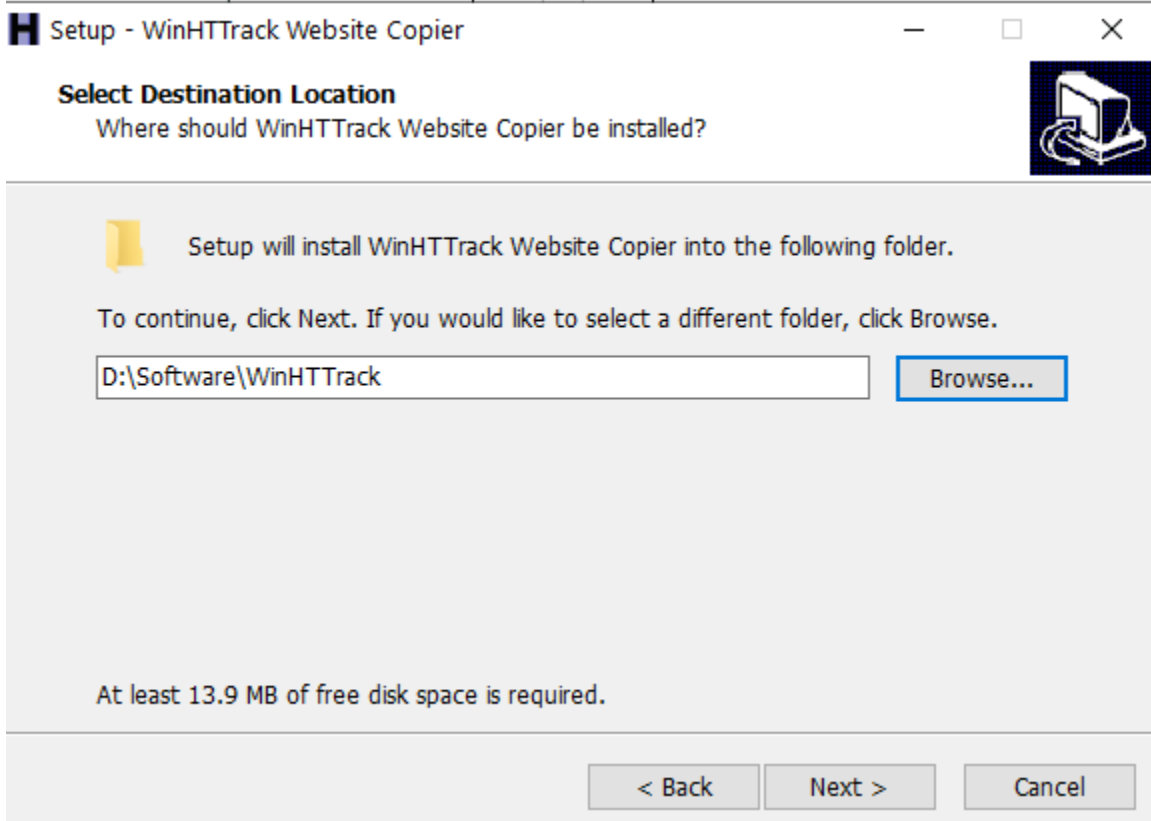 Setup - WinHTTrack Website Copier
Select Destination Location
Where should WinHTTrack Website Copier be installed?
Setup will install WinHTTrack Website Copier into the following folder.
To continue, click Next. If you would like to select a different folder, click Browse.
D:\Software\WinHTTrack
Browse...
At least 13.9 MB of free disk space is required.
< Back
Next >
Cancel